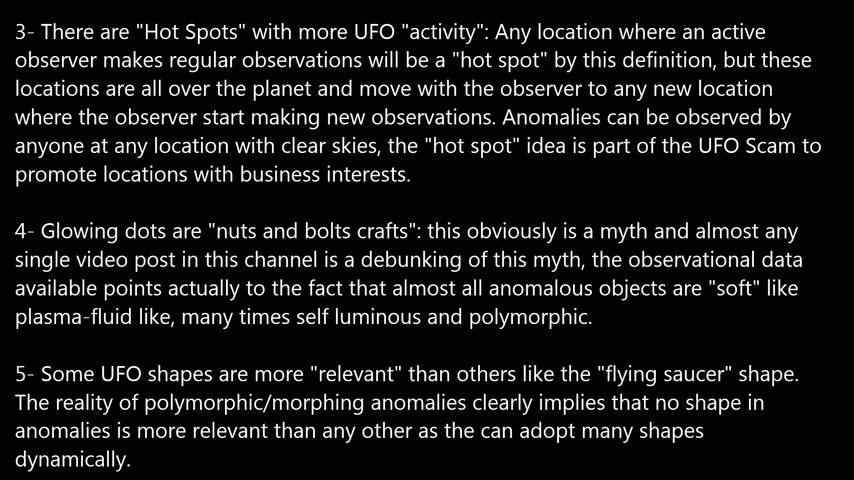 3- There are "Hot Spots" with more UFO "activity": Any location where an active
observer makes regular observations will be a "hot spot" by this definition, but these
locations are all over the planet and move with the observer to any new location
where the observer start making new observations. Anomalies can be observed by
anyone at any location with clear skies, the "hot spot" idea is part of the UFO Scam to
promote locations with business interests.
4- Glowing dots are "nuts and bolts crafts": this obviously is a myth and almost any
single video post in this channel is a debunking of this myth, the observational data
available points actually to the fact that almost all anomalous objects are "soft" like
plasma-fluid like, many times self luminous and polymorphic.
5- Some UFO shapes are more "relevant" than others like the "flying saucer" shape.
The reality of polymorphic/morphing anomalies clearly implies that no shape in
anomalies is more relevant than any other as the can adopt many shapes
dynamically.